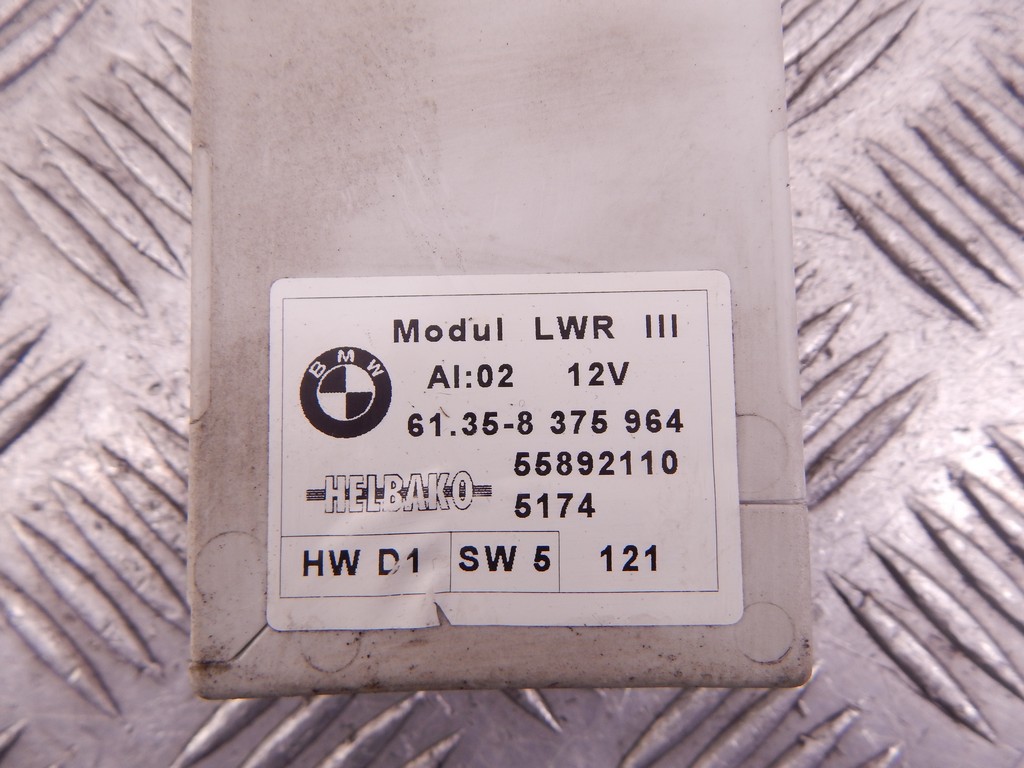 Modul LWR III
BMW
AI:02 12V
61.35-8 375 964
55892110
HELBAKO
5174
HW D1 SW 5 121